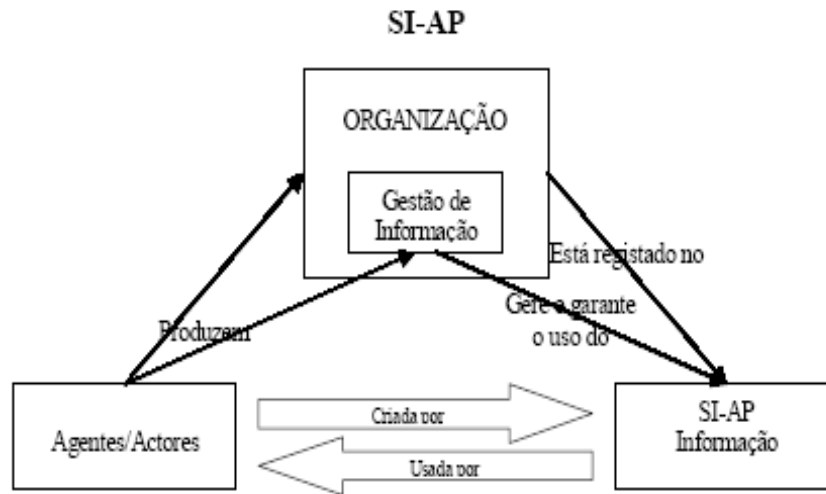 SI-AP
ORGANIZAÇÃO
Gestão de
Informação
Está registado no
Gere e garante
o uso do
Produzem
Agentes/Actores
Criada por
Usada por
SI-AP
Informação